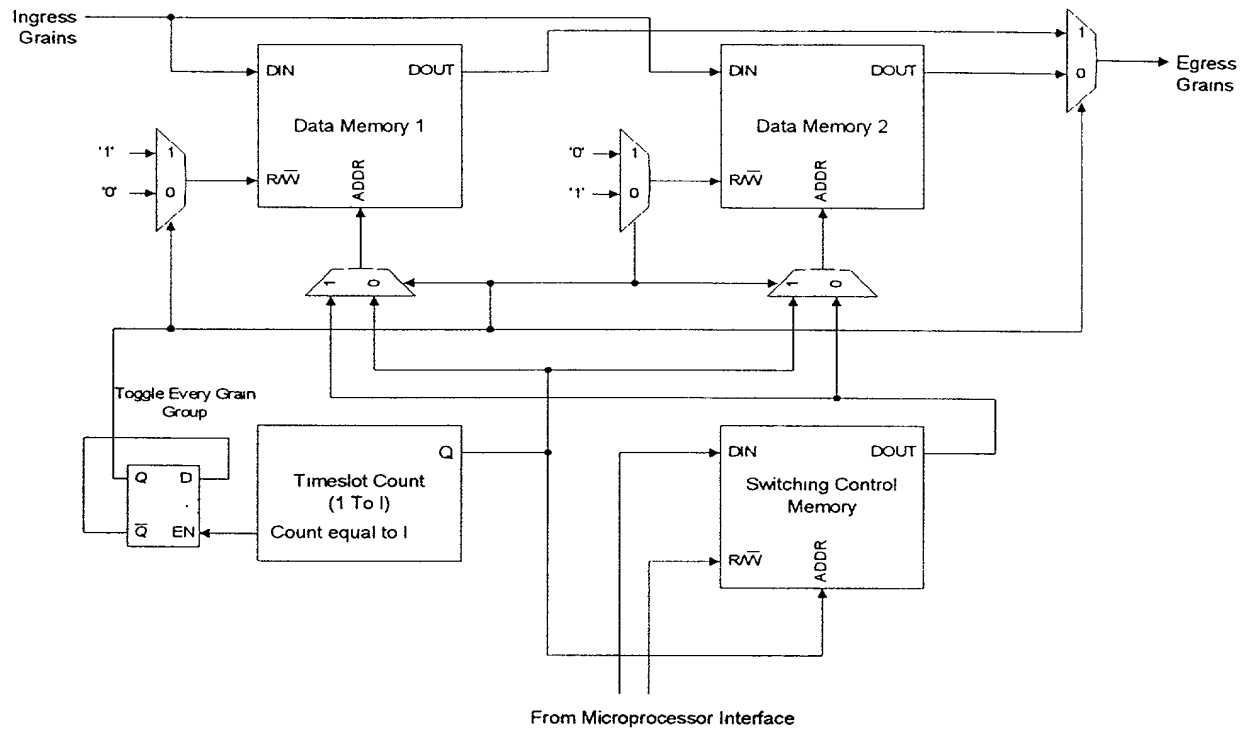 Ingress
Grains
DIN
DOUT
Data Memory 1
R/W̅
ADDR
'1'
'0'
1
0
DIN
DOUT
Data Memory 2
R/W̅
ADDR
'0'
'1'
1
0
1
0
Egress
Grains
1
0
1
0
Toggle Every Grain
Group
Q
D
Q̅
EN
Timeslot Count
(1 To I)
Count equal to I
Q
DIN
DOUT
Switching Control
Memory
R/W̅
ADDR
From Microprocessor Interface